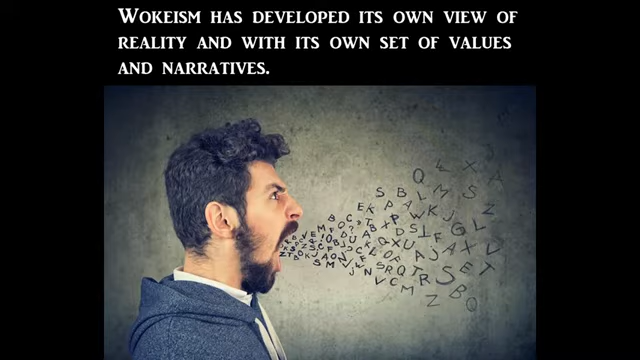 Wokeism has developed its own view of
reality and with its own set of values
and narratives.